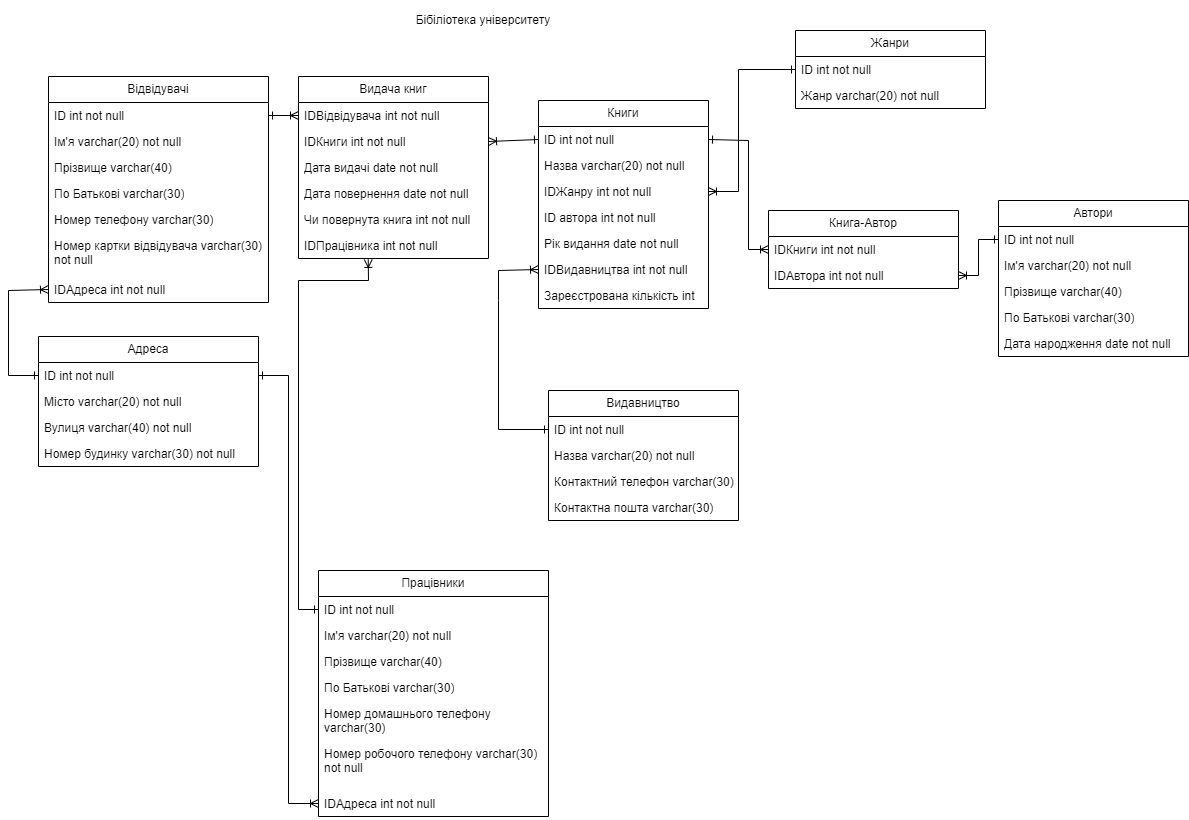 Бібіліотека університету
Відвідувачі
ID int not null
Ім'я varchar(20) not null
Прізвище varchar(40)
По Батькові varchar(30)
Номер телефону varchar(30)
Номер картки відвідувача varchar(30)
not null
IDАдреса int not null
Адреса
ID int not null
Місто varchar(20) not null
Вулиця varchar(40) not null
Номер будинку varchar(30) not null
Видача книг
IDВідвідувача int not null
IDКниги int not null
Дата видачі date not null
Дата повернення date not null
Чи повернута книга int not null
IDПрацівника int not null
Книги
ID int not null
Назва varchar(20) not null
IDЖанру int not null
ID автора int not null
Рік видання date not null
IDВидавництва int not null
Зареєстрована кількість int
Жанри
ID int not null
Жанр varchar(20) not null
Книга-Автор
IDКниги int not null
IDАвтора int not null
Автори
ID int not null
Ім'я varchar(20) not null
Прізвище varchar(40)
По Батькові varchar(30)
Дата народження date not null
Видавництво
ID int not null
Назва varchar(20) not null
Контактний телефон varchar(30)
Контактна пошта varchar(30)
Працівники
ID int not null
Ім'я varchar(20) not null
Прізвище varchar(40)
По Батькові varchar(30)
Номер домашнього телефону
varchar(30)
Номер робочого телефону varchar(30)
not null
IDАдреса int not null